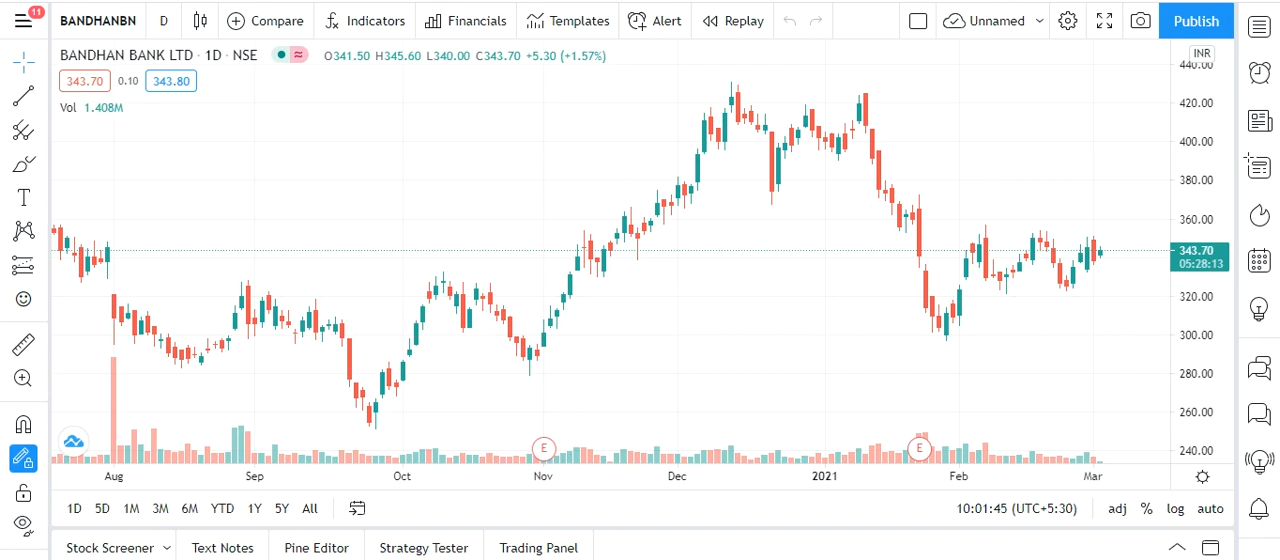 11
BANDHANBN D Compare Indicators Financials Templates Alert Replay Unnamed Publish
BANDHAN BANK LTD · 1D · NSE ≈ O341.50 H345.60 L340.00 C343.70 +5.30 (+1.57%)
INR
343.70 0.10 343.80
Vol 1.408M
440.00
420.00
400.00
380.00
360.00
343.70
05:28:13
320.00
300.00
280.00
260.00
240.00
E E
Aug Sep Oct Nov Dec 2021 Feb Mar
1D 5D 1M 3M 6M YTD 1Y 5Y All 10:01:45 (UTC+5:30) adj % log auto
Stock Screener Text Notes Pine Editor Strategy Tester Trading Panel